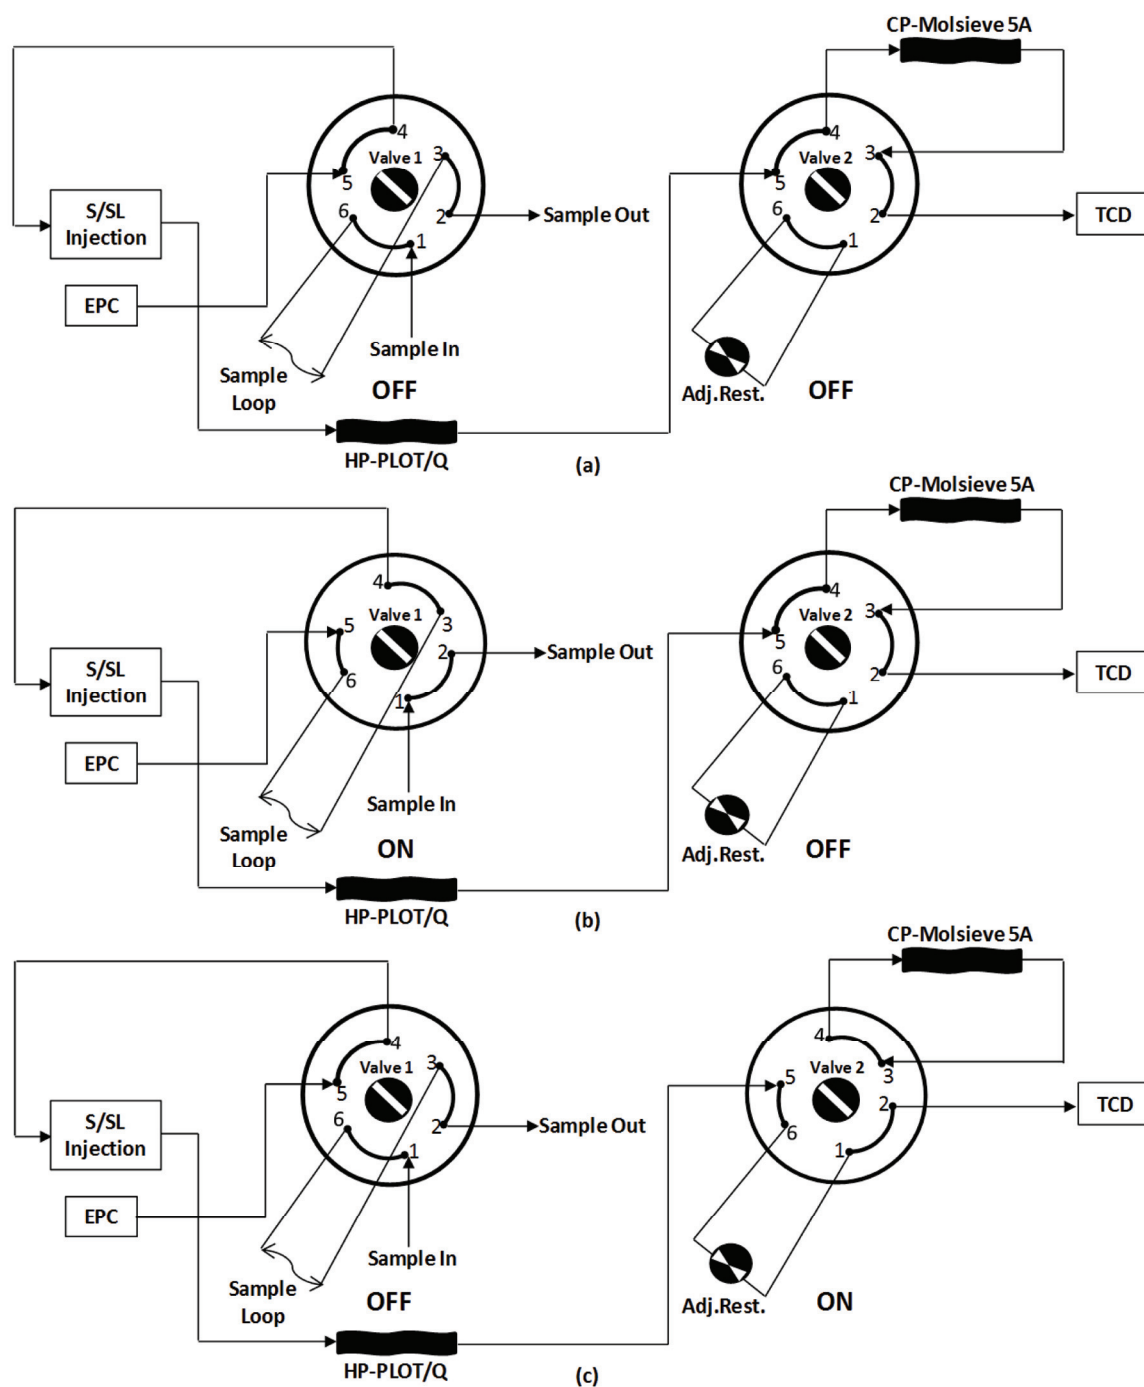 CP-Molsieve 5A
4
3
Valve 1
5
6
2
1
Sample Out
4
3
Valve 2
5
6
2
1
TCD
S/SL
Injection
EPC
Sample In
Sample
Loop
OFF
Adj.Rest.
OFF
HP-PLOT/Q
(a)
CP-Molsieve 5A
4
5
Valve 1
3
2
6
1
Sample Out
4
3
Valve 2
5
6
2
1
TCD
S/SL
Injection
EPC
Sample In
Sample
Loop
ON
Adj.Rest.
OFF
HP-PLOT/Q
(b)
CP-Molsieve 5A
4
3
Valve 1
5
6
2
1
Sample Out
4
Valve 2
3
5
2
6
1
TCD
S/SL
Injection
EPC
Sample In
Sample
Loop
OFF
Adj.Rest.
ON
HP-PLOT/Q
(c)